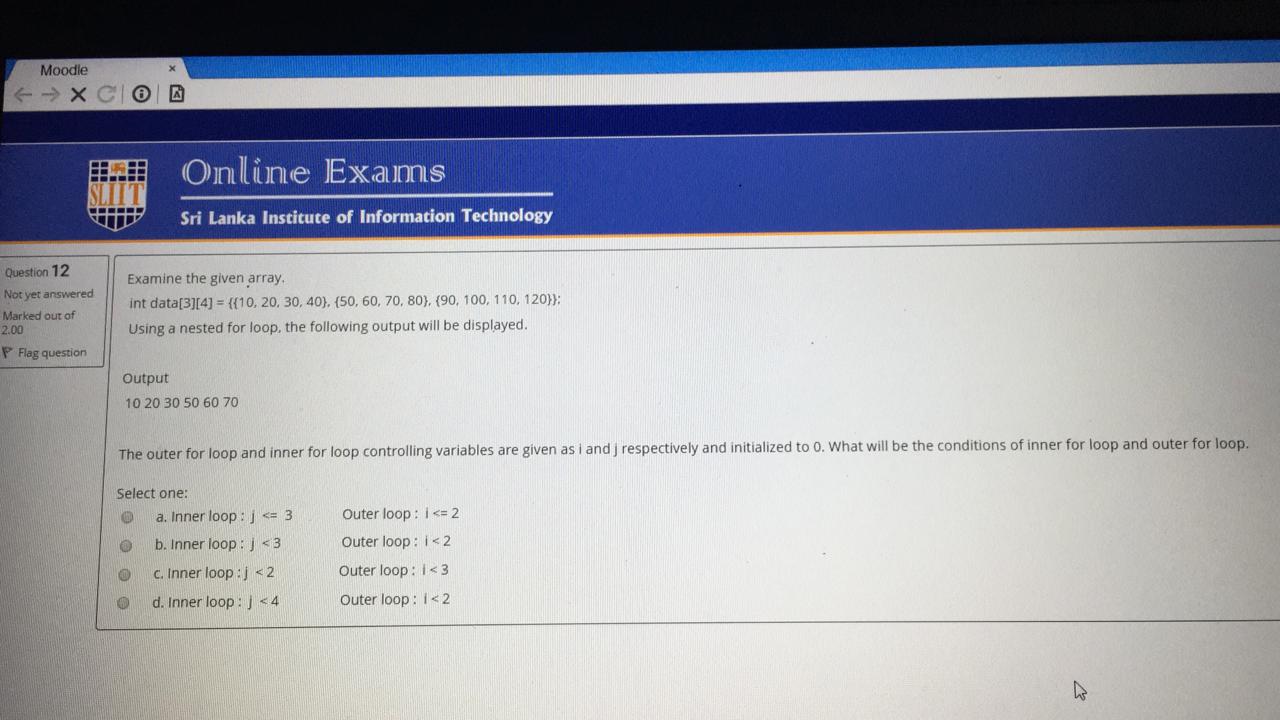 Moodle
SLIIT
Online Exams
Sri Lanka Institute of Information Technology
Question 12
Not yet answered
Marked out of
2.00
Flag question
Examine the given array.
int data[3][4] = {{10, 20, 30, 40}, {50, 60, 70, 80}, {90, 100, 110, 120}};
Using a nested for loop, the following output will be displayed.
Output
10 20 30 50 60 70
The outer for loop and inner for loop controlling variables are given as i and j respectively and initialized to 0. What will be the conditions of inner for loop and outer for loop.
Select one:
a. Inner loop : j <= 3 Outer loop : i <= 2
b. Inner loop : j < 3 Outer loop : i < 2
c. Inner loop : j < 2 Outer loop : i < 3
d. Inner loop : j < 4 Outer loop : i < 2